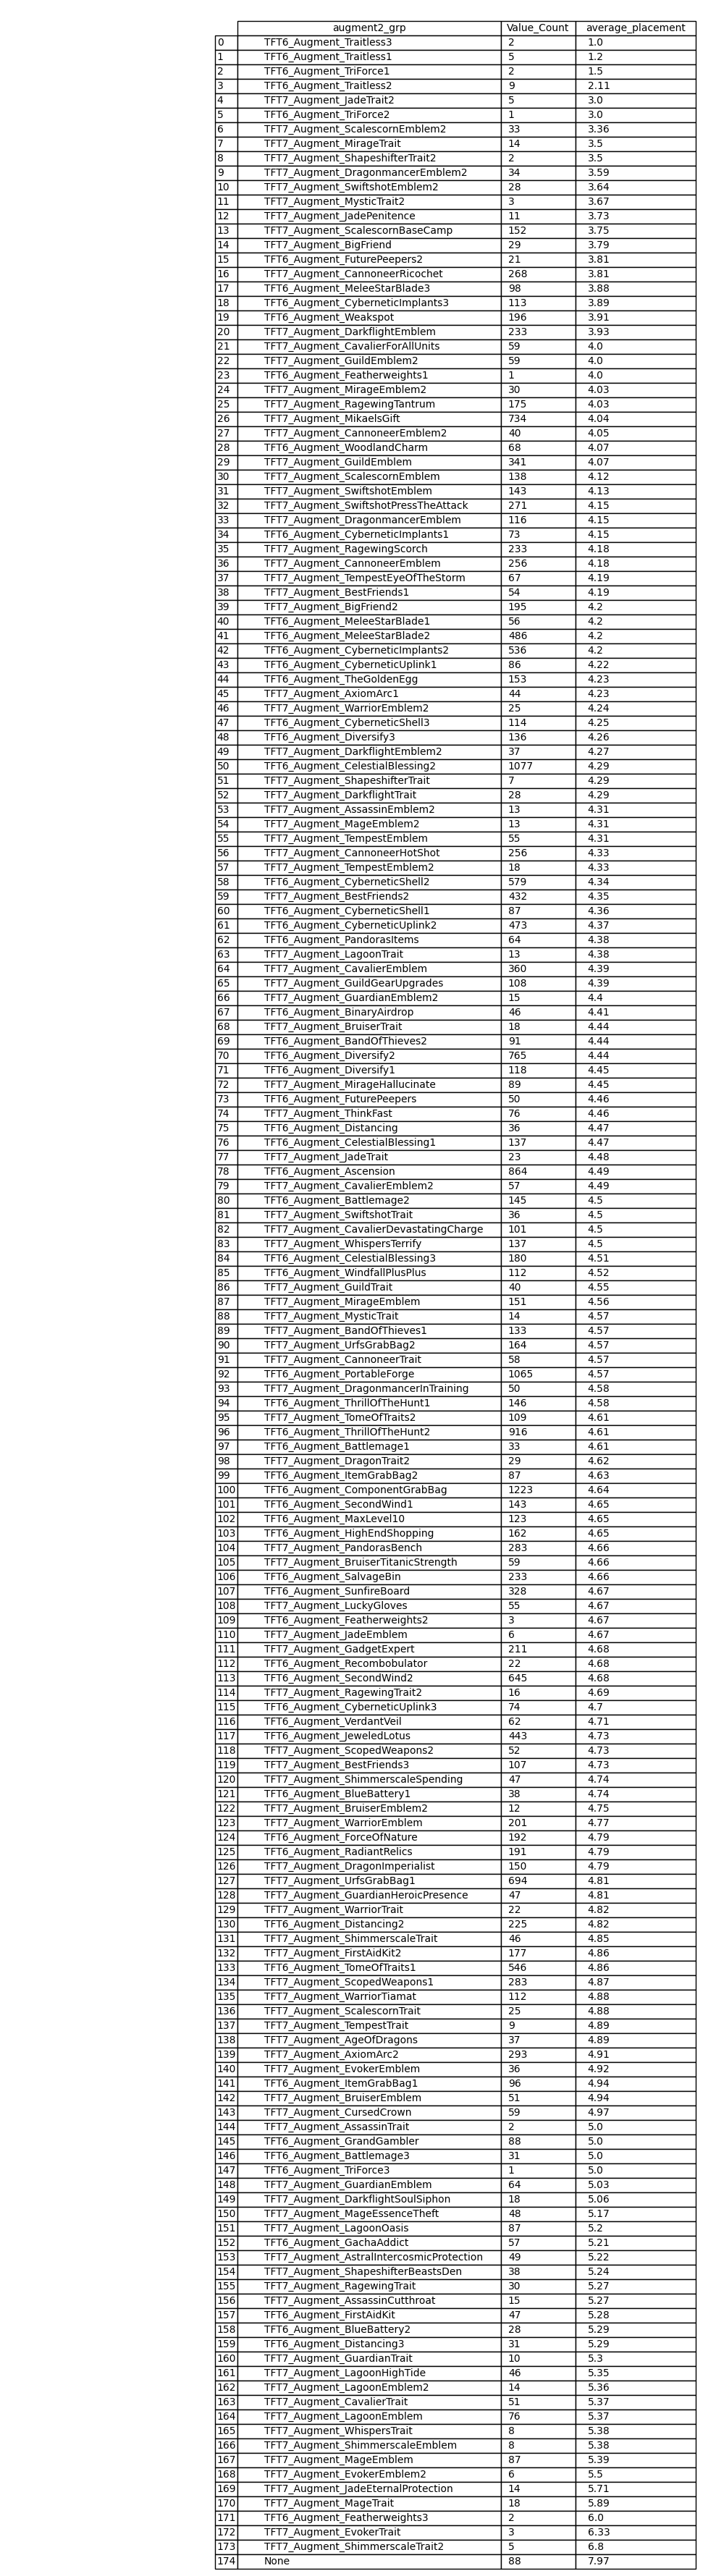 augment2_grp Value_Count average_placement
0 TFT6_Augment_Traitless3 2 1.0
1 TFT6_Augment_Traitless1 5 1.2
2 TFT6_Augment_TriForce1 2 1.5
3 TFT6_Augment_Traitless2 9 2.11
4 TFT7_Augment_JadeTrait2 5 3.0
5 TFT6_Augment_TriForce2 1 3.0
6 TFT7_Augment_ScalescornEmblem2 33 3.36
7 TFT7_Augment_MirageTrait 14 3.5
8 TFT7_Augment_ShapeshifterTrait2 2 3.5
9 TFT7_Augment_DragonmancerEmblem2 34 3.59
10 TFT7_Augment_SwiftshotEmblem2 28 3.64
11 TFT7_Augment_MysticTrait2 3 3.67
12 TFT7_Augment_JadePenitence 11 3.73
13 TFT7_Augment_ScalescornBaseCamp 152 3.75
14 TFT7_Augment_BigFriend 29 3.79
15 TFT6_Augment_FuturePeepers2 21 3.81
16 TFT7_Augment_CannoneerRicochet 268 3.81
17 TFT6_Augment_MeleeStarBlade3 98 3.88
18 TFT6_Augment_CyberneticImplants3 113 3.89
19 TFT6_Augment_Weakspot 196 3.91
20 TFT7_Augment_DarkflightEmblem 233 3.93
21 TFT7_Augment_CavalierForAllUnits 59 4.0
22 TFT7_Augment_GuildEmblem2 59 4.0
23 TFT6_Augment_Featherweights1 1 4.0
24 TFT7_Augment_MirageEmblem2 30 4.03
25 TFT7_Augment_RagewingTantrum 175 4.03
26 TFT7_Augment_MikaelsGift 734 4.04
27 TFT7_Augment_CannoneerEmblem2 40 4.05
28 TFT6_Augment_WoodlandCharm 68 4.07
29 TFT7_Augment_GuildEmblem 341 4.07
30 TFT7_Augment_ScalescornEmblem 138 4.12
31 TFT7_Augment_SwiftshotEmblem 143 4.13
32 TFT7_Augment_SwiftshotPressTheAttack 271 4.15
33 TFT7_Augment_DragonmancerEmblem 116 4.15
34 TFT6_Augment_CyberneticImplants1 73 4.15
35 TFT7_Augment_RagewingScorch 233 4.18
36 TFT7_Augment_CannoneerEmblem 256 4.18
37 TFT7_Augment_TempestEyeOfTheStorm 67 4.19
38 TFT7_Augment_BestFriends1 54 4.19
39 TFT7_Augment_BigFriend2 195 4.2
40 TFT6_Augment_MeleeStarBlade1 56 4.2
41 TFT6_Augment_MeleeStarBlade2 486 4.2
42 TFT6_Augment_CyberneticImplants2 536 4.2
43 TFT6_Augment_CyberneticUplink1 86 4.22
44 TFT6_Augment_TheGoldenEgg 153 4.23
45 TFT7_Augment_AxiomArc1 44 4.23
46 TFT7_Augment_WarriorEmblem2 25 4.24
47 TFT6_Augment_CyberneticShell3 114 4.25
48 TFT6_Augment_Diversify3 136 4.26
49 TFT7_Augment_DarkflightEmblem2 37 4.27
50 TFT6_Augment_CelestialBlessing2 1077 4.29
51 TFT7_Augment_ShapeshifterTrait 7 4.29
52 TFT7_Augment_DarkflightTrait 28 4.29
53 TFT7_Augment_AssassinEmblem2 13 4.31
54 TFT7_Augment_MageEmblem2 13 4.31
55 TFT7_Augment_TempestEmblem 55 4.31
56 TFT7_Augment_CannoneerHotShot 256 4.33
57 TFT7_Augment_TempestEmblem2 18 4.33
58 TFT6_Augment_CyberneticShell2 579 4.34
59 TFT7_Augment_BestFriends2 432 4.35
60 TFT6_Augment_CyberneticShell1 87 4.36
61 TFT6_Augment_CyberneticUplink2 473 4.37
62 TFT6_Augment_PandorasItems 64 4.38
63 TFT7_Augment_LagoonTrait 13 4.38
64 TFT7_Augment_CavalierEmblem 360 4.39
65 TFT7_Augment_GuildGearUpgrades 108 4.39
66 TFT7_Augment_GuardianEmblem2 15 4.4
67 TFT6_Augment_BinaryAirdrop 46 4.41
68 TFT7_Augment_BruiserTrait 18 4.44
69 TFT6_Augment_BandOfThieves2 91 4.44
70 TFT6_Augment_Diversify2 765 4.44
71 TFT6_Augment_Diversify1 118 4.45
72 TFT7_Augment_MirageHallucinate 89 4.45
73 TFT6_Augment_FuturePeepers 50 4.46
74 TFT7_Augment_ThinkFast 76 4.46
75 TFT6_Augment_Distancing 36 4.47
76 TFT6_Augment_CelestialBlessing1 137 4.47
77 TFT7_Augment_JadeTrait 23 4.48
78 TFT6_Augment_Ascension 864 4.49
79 TFT7_Augment_CavalierEmblem2 57 4.49
80 TFT6_Augment_Battlemage2 145 4.5
81 TFT7_Augment_SwiftshotTrait 36 4.5
82 TFT7_Augment_CavalierDevastatingCharge 101 4.5
83 TFT7_Augment_WhispersTerrify 137 4.5
84 TFT6_Augment_CelestialBlessing3 180 4.51
85 TFT6_Augment_WindfallPlusPlus 112 4.52
86 TFT7_Augment_GuildTrait 40 4.55
87 TFT7_Augment_MirageEmblem 151 4.56
88 TFT7_Augment_MysticTrait 14 4.57
89 TFT7_Augment_BandOfThieves1 133 4.57
90 TFT7_Augment_UrfsGrabBag2 164 4.57
91 TFT7_Augment_CannoneerTrait 58 4.57
92 TFT6_Augment_PortableForge 1065 4.57
93 TFT7_Augment_DragonmancerInTraining 50 4.58
94 TFT6_Augment_ThrillOfTheHunt1 146 4.58
95 TFT7_Augment_TomeOfTraits2 109 4.61
96 TFT6_Augment_ThrillOfTheHunt2 916 4.61
97 TFT6_Augment_Battlemage1 33 4.61
98 TFT7_Augment_DragonTrait2 29 4.62
99 TFT6_Augment_ItemGrabBag2 87 4.63
100 TFT6_Augment_ComponentGrabBag 1223 4.64
101 TFT6_Augment_SecondWind1 143 4.65
102 TFT6_Augment_MaxLevel10 123 4.65
103 TFT6_Augment_HighEndShopping 162 4.65
104 TFT7_Augment_PandorasBench 283 4.66
105 TFT7_Augment_BruiserTitanicStrength 59 4.66
106 TFT6_Augment_SalvageBin 233 4.66
107 TFT6_Augment_SunfireBoard 328 4.67
108 TFT7_Augment_LuckyGloves 55 4.67
109 TFT6_Augment_Featherweights2 3 4.67
110 TFT7_Augment_JadeEmblem 6 4.67
111 TFT7_Augment_GadgetExpert 211 4.68
112 TFT6_Augment_Recombobulator 22 4.68
113 TFT6_Augment_SecondWind2 645 4.68
114 TFT7_Augment_RagewingTrait2 16 4.69
115 TFT6_Augment_CyberneticUplink3 74 4.7
116 TFT6_Augment_VerdantVeil 62 4.71
117 TFT6_Augment_JeweledLotus 443 4.73
118 TFT7_Augment_ScopedWeapons2 52 4.73
119 TFT7_Augment_BestFriends3 107 4.73
120 TFT7_Augment_ShimmerscaleSpending 47 4.74
121 TFT6_Augment_BlueBattery1 38 4.74
122 TFT7_Augment_BruiserEmblem2 12 4.75
123 TFT7_Augment_WarriorEmblem 201 4.77
124 TFT6_Augment_ForceOfNature 192 4.79
125 TFT6_Augment_RadiantRelics 191 4.79
126 TFT7_Augment_DragonImperialist 150 4.79
127 TFT7_Augment_UrfsGrabBag1 694 4.81
128 TFT7_Augment_GuardianHeroicPresence 47 4.81
129 TFT7_Augment_WarriorTrait 22 4.82
130 TFT6_Augment_Distancing2 225 4.82
131 TFT7_Augment_ShimmerscaleTrait 46 4.85
132 TFT7_Augment_FirstAidKit2 177 4.86
133 TFT6_Augment_TomeOfTraits1 546 4.86
134 TFT7_Augment_ScopedWeapons1 283 4.87
135 TFT7_Augment_WarriorTiamat 112 4.88
136 TFT7_Augment_ScalescornTrait 25 4.88
137 TFT7_Augment_TempestTrait 9 4.89
138 TFT7_Augment_AgeOfDragons 37 4.89
139 TFT7_Augment_AxiomArc2 293 4.91
140 TFT7_Augment_EvokerEmblem 36 4.92
141 TFT6_Augment_ItemGrabBag1 96 4.94
142 TFT7_Augment_BruiserEmblem 51 4.94
143 TFT7_Augment_CursedCrown 59 4.97
144 TFT7_Augment_AssassinTrait 2 5.0
145 TFT6_Augment_GrandGambler 88 5.0
146 TFT6_Augment_Battlemage3 31 5.0
147 TFT6_Augment_TriForce3 1 5.0
148 TFT7_Augment_GuardianEmblem 64 5.03
149 TFT7_Augment_DarkflightSoulSiphon 18 5.06
150 TFT7_Augment_MageEssenceTheft 48 5.17
151 TFT7_Augment_LagoonOasis 87 5.2
152 TFT6_Augment_GachaAddict 57 5.21
153 TFT7_Augment_AstralIntercosmicProtection 49 5.22
154 TFT7_Augment_ShapeshifterBeastsDen 38 5.24
155 TFT7_Augment_RagewingTrait 30 5.27
156 TFT7_Augment_AssassinCutthroat 15 5.27
157 TFT6_Augment_FirstAidKit 47 5.28
158 TFT6_Augment_BlueBattery2 28 5.29
159 TFT6_Augment_Distancing3 31 5.29
160 TFT7_Augment_GuardianTrait 10 5.3
161 TFT7_Augment_LagoonHighTide 46 5.35
162 TFT7_Augment_LagoonEmblem2 14 5.36
163 TFT7_Augment_CavalierTrait 51 5.37
164 TFT7_Augment_LagoonEmblem 76 5.37
165 TFT7_Augment_WhispersTrait 8 5.38
166 TFT7_Augment_ShimmerscaleEmblem 8 5.38
167 TFT7_Augment_MageEmblem 87 5.39
168 TFT7_Augment_EvokerEmblem2 6 5.5
169 TFT7_Augment_JadeEternalProtection 14 5.71
170 TFT7_Augment_MageTrait 18 5.89
171 TFT6_Augment_Featherweights3 2 6.0
172 TFT7_Augment_EvokerTrait 3 6.33
173 TFT7_Augment_ShimmerscaleTrait2 5 6.8
174 None 88 7.97